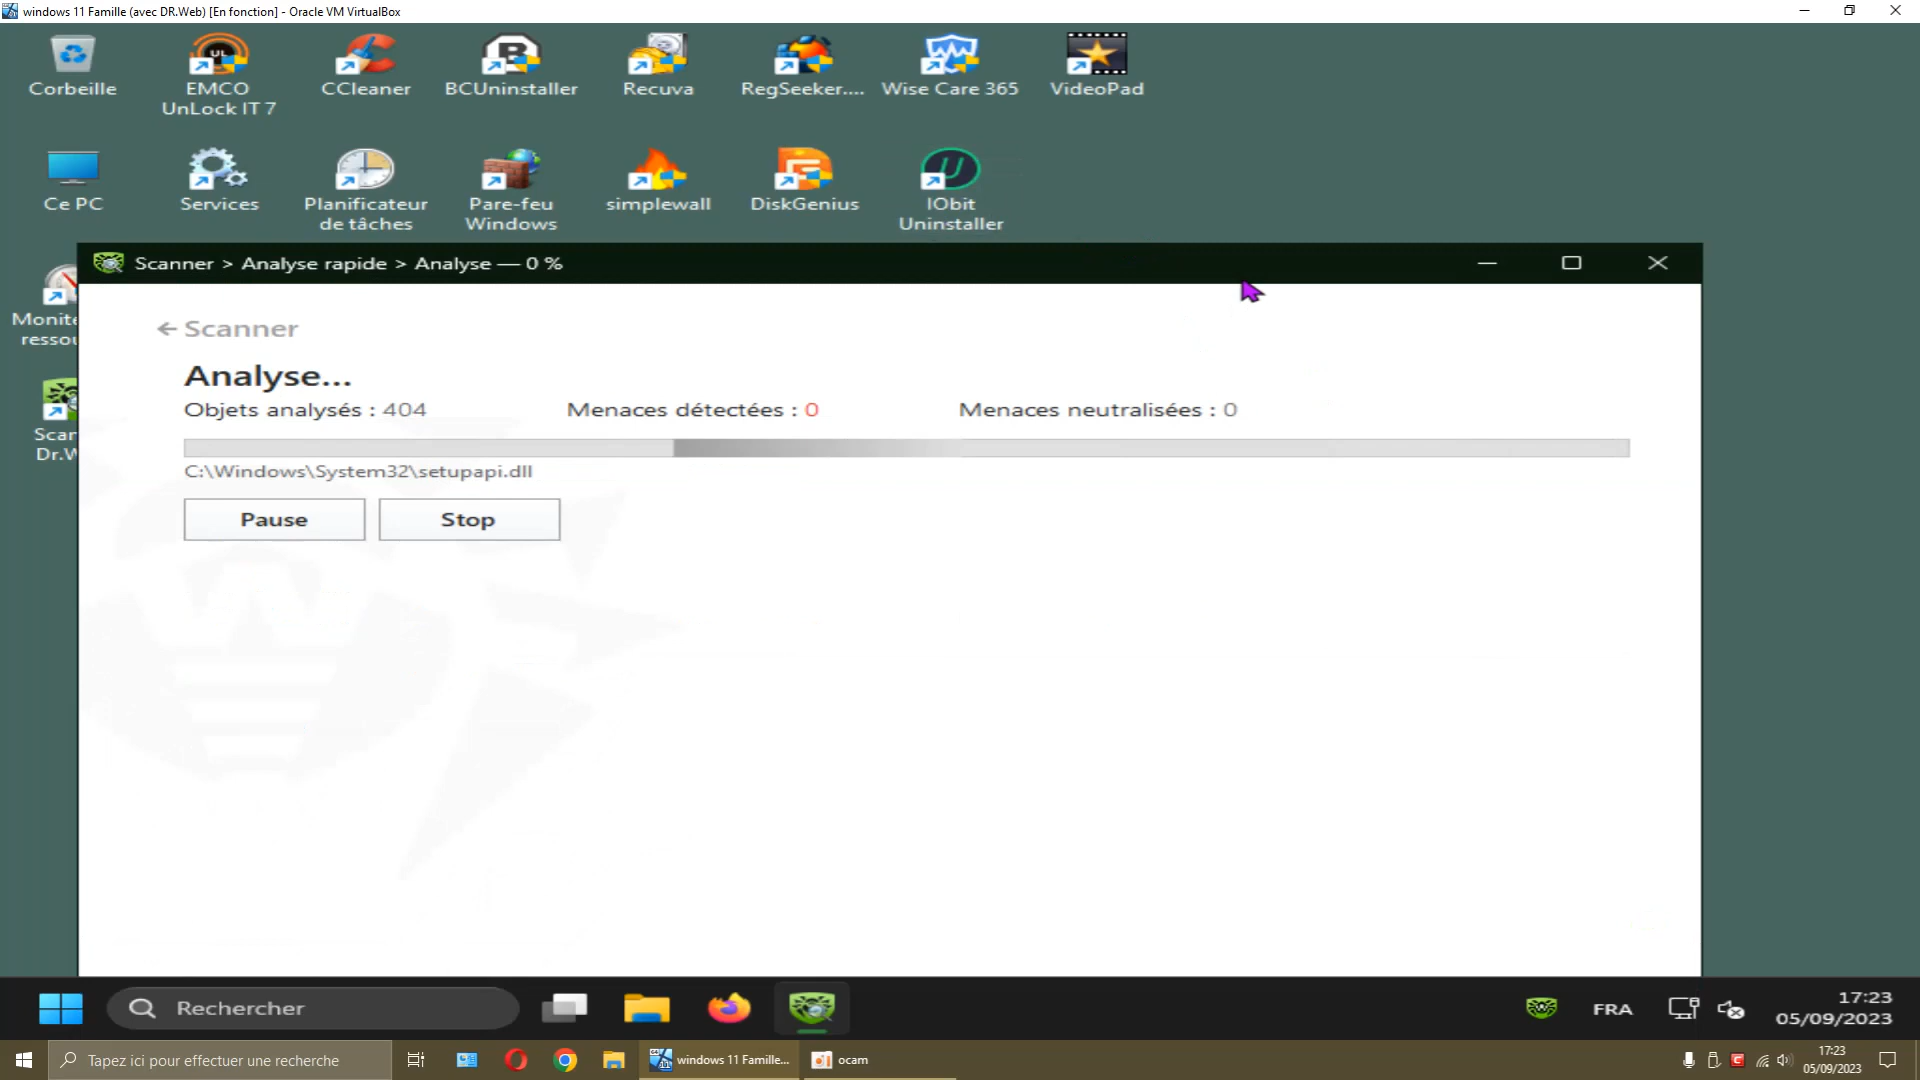 windows 11 Famille (avec DR.Web) [En fonction] - Oracle VM VirtualBox
Corbeille
EMCO
UnLock IT 7
CCleaner
BCUninstaller
Recuva
RegSeeker....
Wise Care 365
VideoPad
Ce PC
Services
Planificateur
de tâches
Pare-feu
Windows
simplewall
DiskGenius
IObit
Uninstaller
Monite
ressou
Scan
Dr.W
Scanner > Analyse rapide > Analyse — 0 %
Scanner
Analyse...
Objets analysés : 404
Menaces détectées : 0
Menaces neutralisées : 0
C:\Windows\System32\setupapi.dll
Pause
Stop
Rechercher
FRA
17:23
05/09/2023
Tapez ici pour effectuer une recherche
windows 11 Famille...
ocam
17:23
05/09/2023